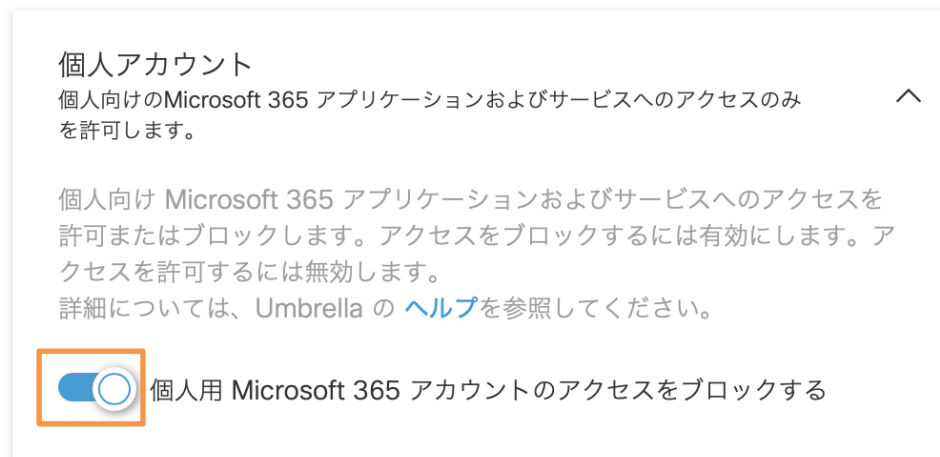 個人アカウント
個人向けのMicrosoft 365 アプリケーションおよびサービスへのアクセスのみ
を許可します。
個人向け Microsoft 365 アプリケーションおよびサービスへのアクセスを
許可またはブロックします。アクセスをブロックするには有効にします。ア
クセスを許可するには無効します。
詳細については、Umbrella の ヘルプを参照してください。
個人用 Microsoft 365 アカウントのアクセスをブロックする